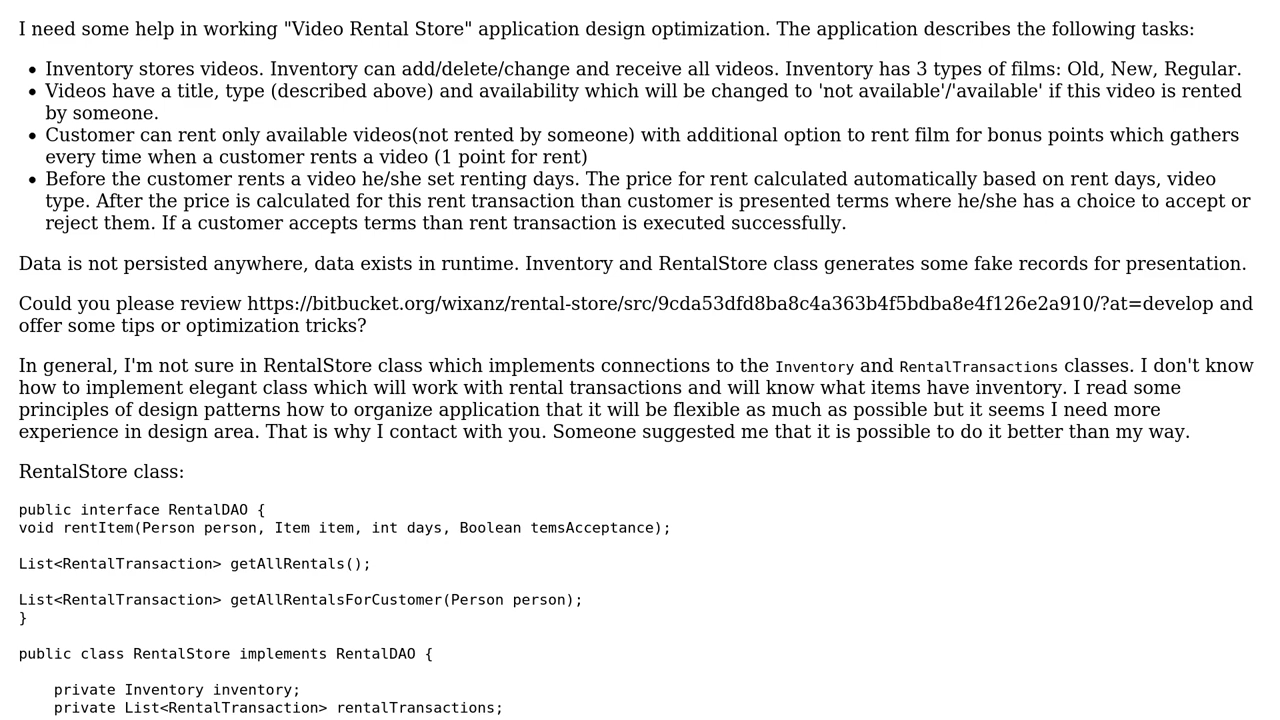 I need some help in working "Video Rental Store" application design optimization. The application describes the following tasks:
• Inventory stores videos. Inventory can add/delete/change and receive all videos. Inventory has 3 types of films: Old, New, Regular.
• Videos have a title, type (described above) and availability which will be changed to 'not available'/'available' if this video is rented
by someone.
• Customer can rent only available videos(not rented by someone) with additional option to rent film for bonus points which gathers
every time when a customer rents a video (1 point for rent)
• Before the customer rents a video he/she set renting days. The price for rent calculated automatically based on rent days, video
type. After the price is calculated for this rent transaction than customer is presented terms where he/she has a choice to accept or
reject them. If a customer accepts terms than rent transaction is executed successfully.
Data is not persisted anywhere, data exists in runtime. Inventory and RentalStore class generates some fake records for presentation.
Could you please review https://bitbucket.org/wixanz/rental-store/src/9cda53dfd8ba8c4a363b4f5bdba8e4f126e2a910/?at=develop and
offer some tips or optimization tricks?
In general, I'm not sure in RentalStore class which implements connections to the Inventory and RentalTransactions classes. I don't know
how to implement elegant class which will work with rental transactions and will know what items have inventory. I read some
principles of design patterns how to organize application that it will be flexible as much as possible but it seems I need more
experience in design area. That is why I contact with you. Someone suggested me that it is possible to do it better than my way.
RentalStore class:
public interface RentalDAO {
void rentItem(Person person, Item item, int days, Boolean temsAcceptance);
List<RentalTransaction> getAllRentals();
List<RentalTransaction> getAllRentalsForCustomer(Person person);
}
public class RentalStore implements RentalDAO {
    private Inventory inventory;
    private List<RentalTransaction> rentalTransactions;